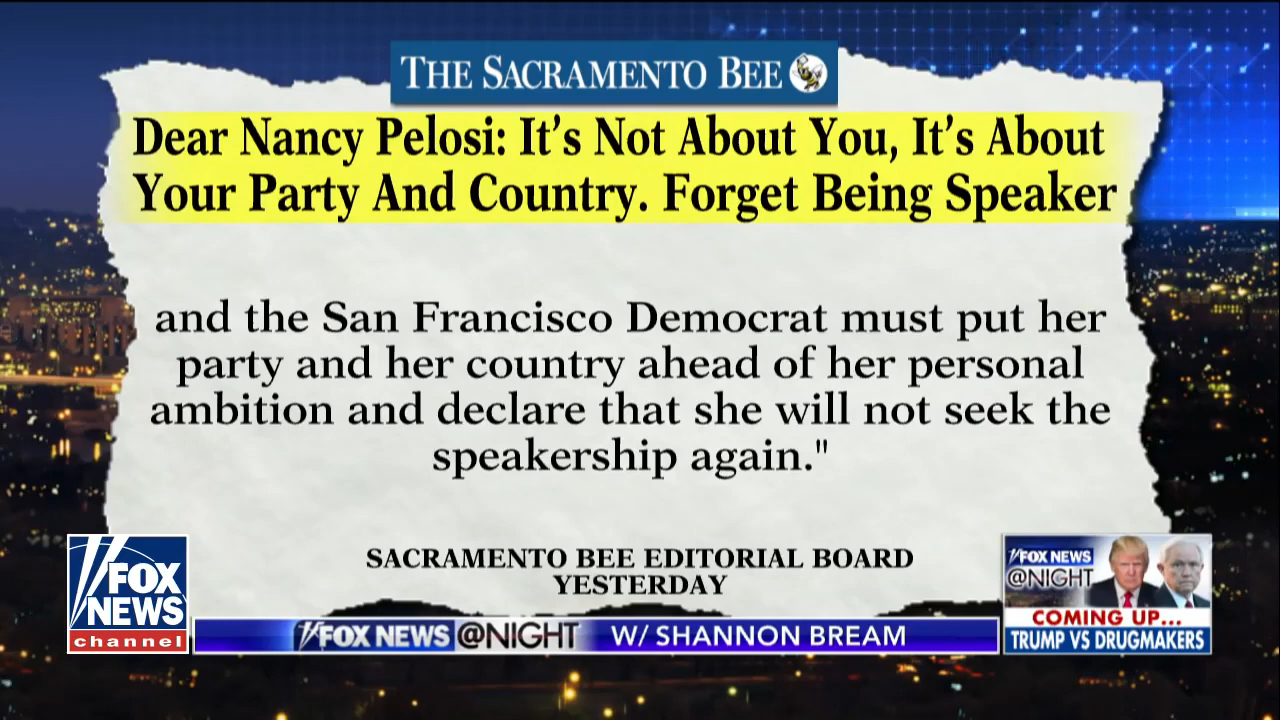 THE SACRAMENTO BEE
Dear Nancy Pelosi: It's Not About You, It's About
Your Party And Country. Forget Being Speaker
and the San Francisco Democrat must put her
party and her country ahead of her personal
ambition and declare that she will not seek the
speakership again."
SACRAMENTO BEE EDITORIAL BOARD
YESTERDAY
FOX
NEWS
channel
FOX NEWS @NIGHT W/ SHANNON BREAM
FOX NEWS
@NIGHT
COMING UP...
TRUMP VS DRUGMAKERS